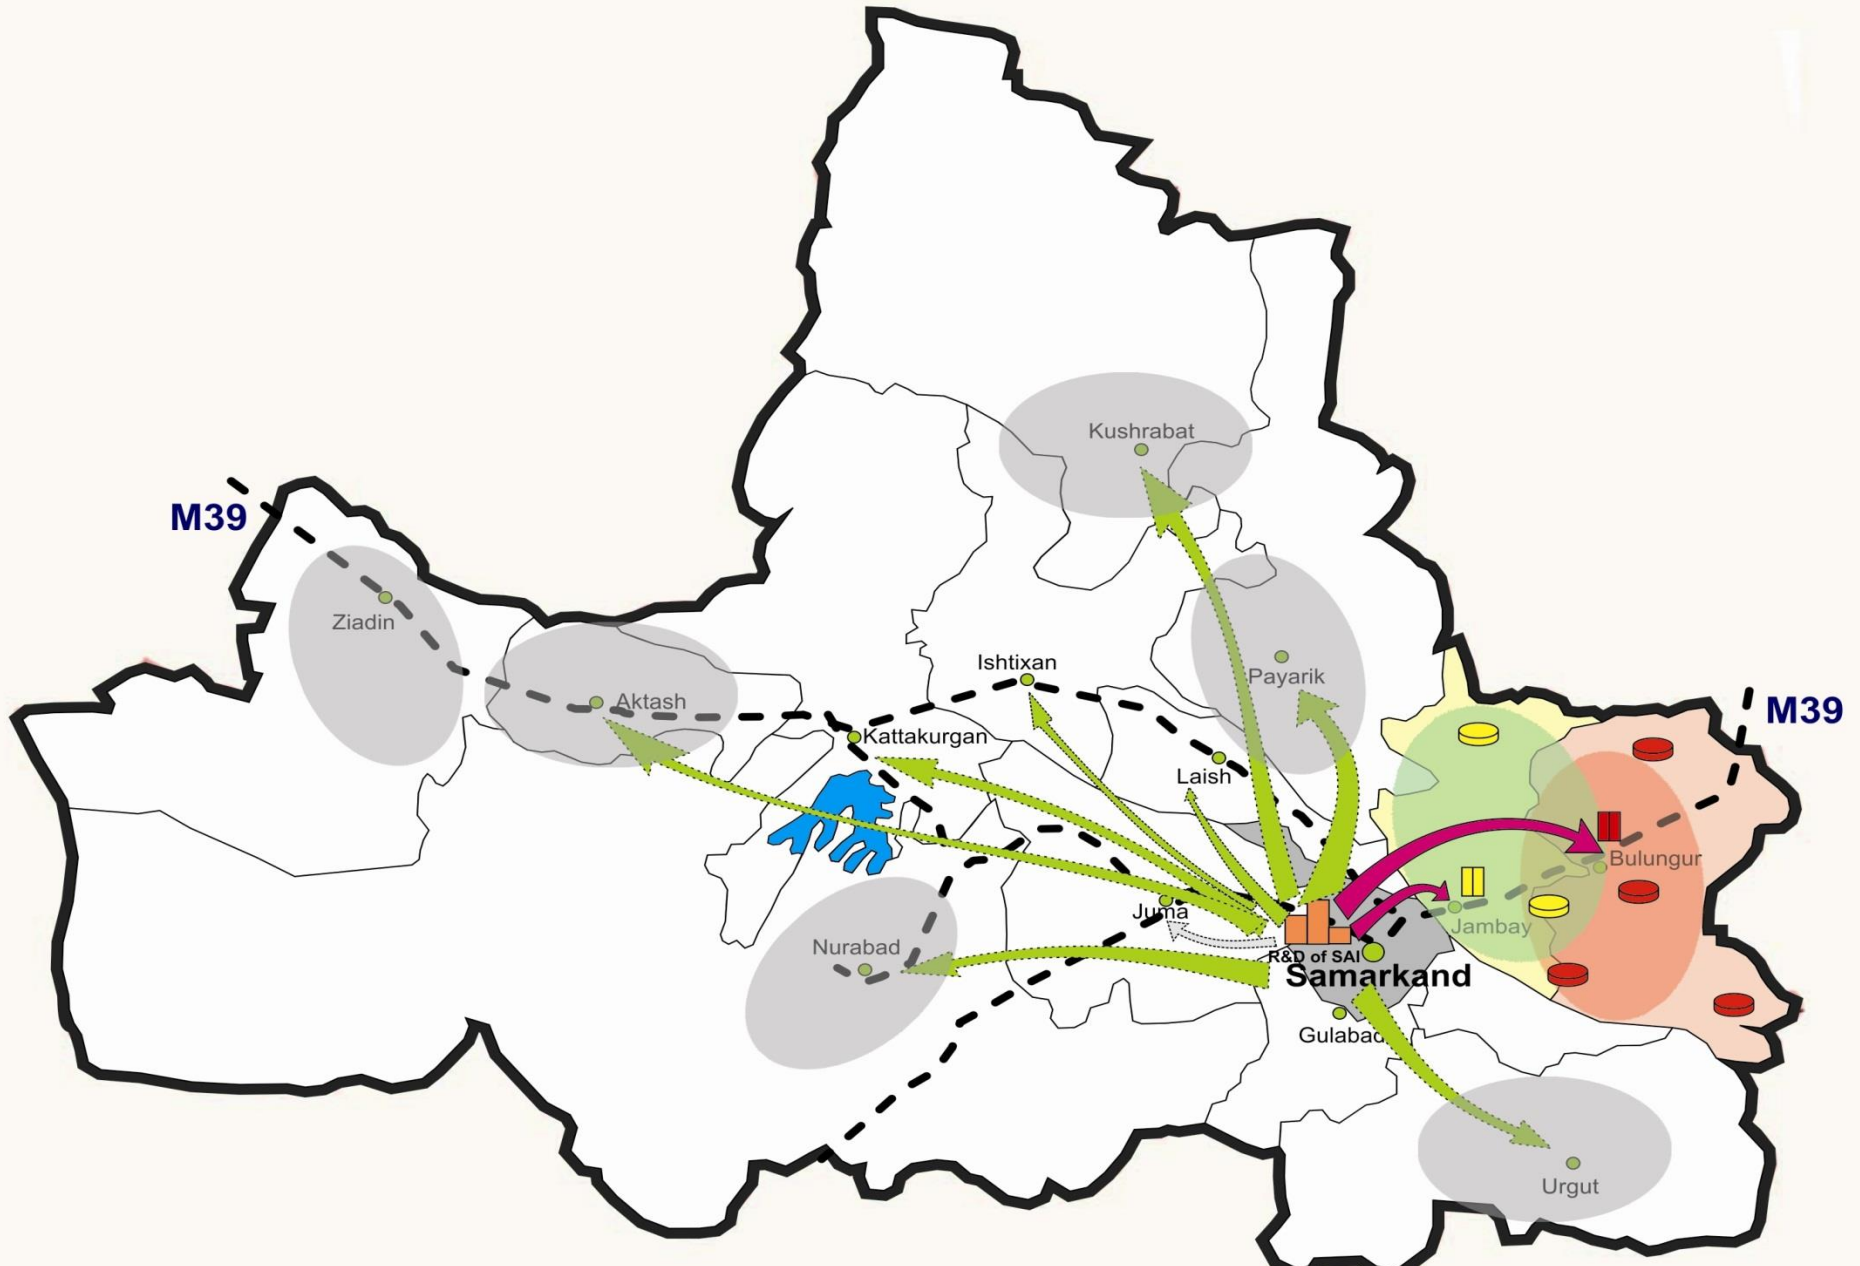 Kushrabat
M39
Ziadin
Ishtixan
Payarik
Aktash
M39
Kattakurgan
Laish
Bulungur
Juma
Jambay
Nurabad
R&D of SAI
Samarkand
Gulabad
Urgut